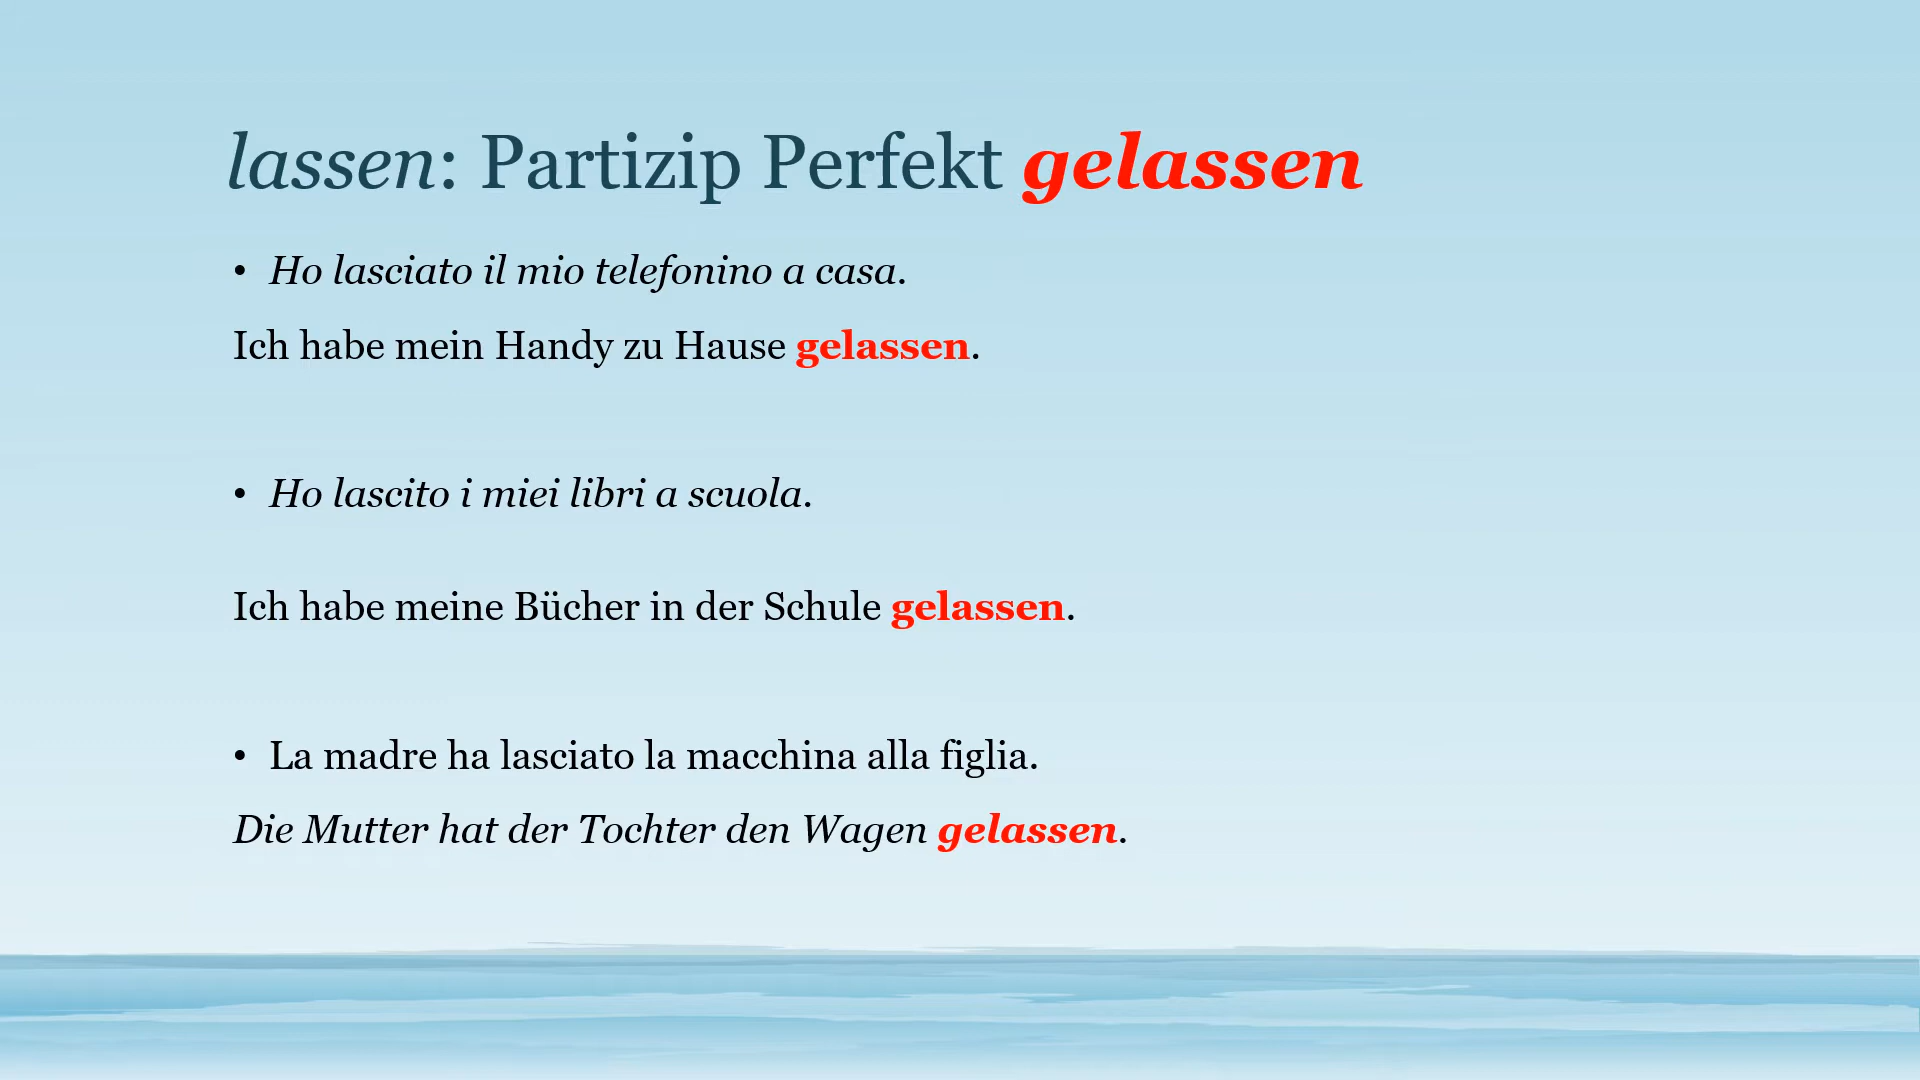 lassen: Partizip Perfekt gelassen
• Ho lasciato il mio telefonino a casa.
Ich habe mein Handy zu Hause gelassen.
• Ho lascito i miei libri a scuola.
Ich habe meine Bücher in der Schule gelassen.
• La madre ha lasciato la macchina alla figlia.
Die Mutter hat der Tochter den Wagen gelassen.